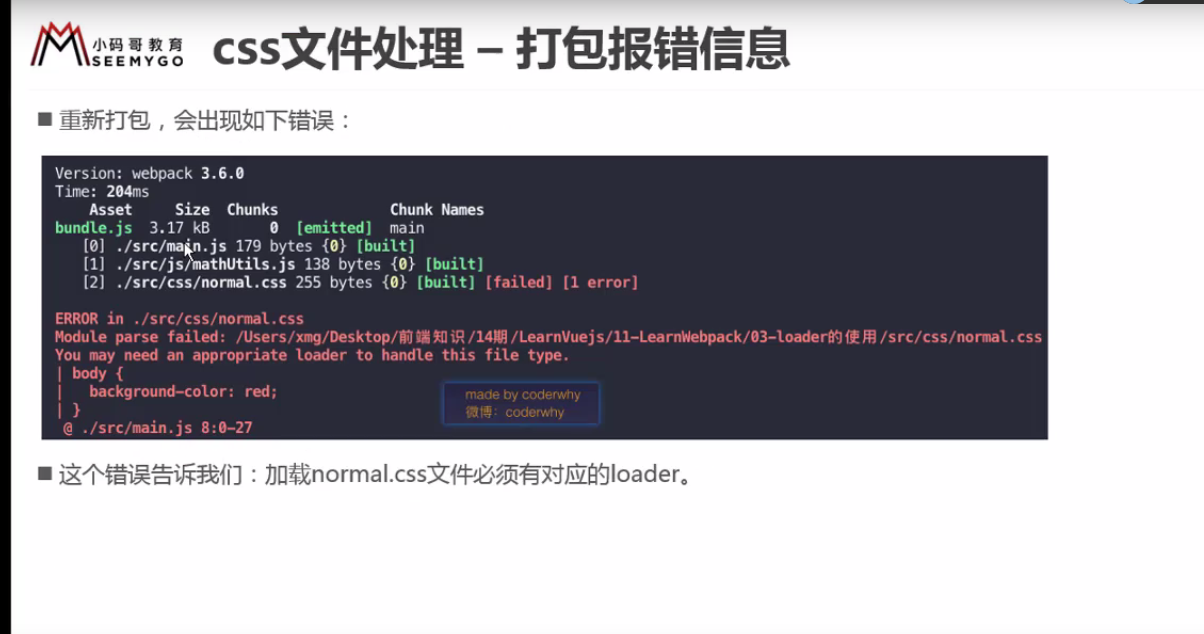 小码哥教育
SEEMYGO
css文件处理 – 打包报错信息
■ 重新打包，会出现如下错误：
Version: webpack 3.6.0
Time: 204ms
Asset Size Chunks Chunk Names
bundle.js 3.17 kB 0 [emitted] main
[0] ./src/main.js 179 bytes {0} [built]
[1] ./src/js/mathUtils.js 138 bytes {0} [built]
[2] ./src/css/normal.css 255 bytes {0} [built] [failed] [1 error]
ERROR in ./src/css/normal.css
Module parse failed: /Users/xmg/Desktop/前端知识/14期/LearnVuejs/11-LearnWebpack/03-loader的使用/src/css/normal.css
You may need an appropriate loader to handle this file type.
| body {
| background-color: red;
| }
@ ./src/main.js 8:0-27
made by coderwhy
微博：coderwhy
■ 这个错误告诉我们：加载normal.css文件必须有对应的loader。